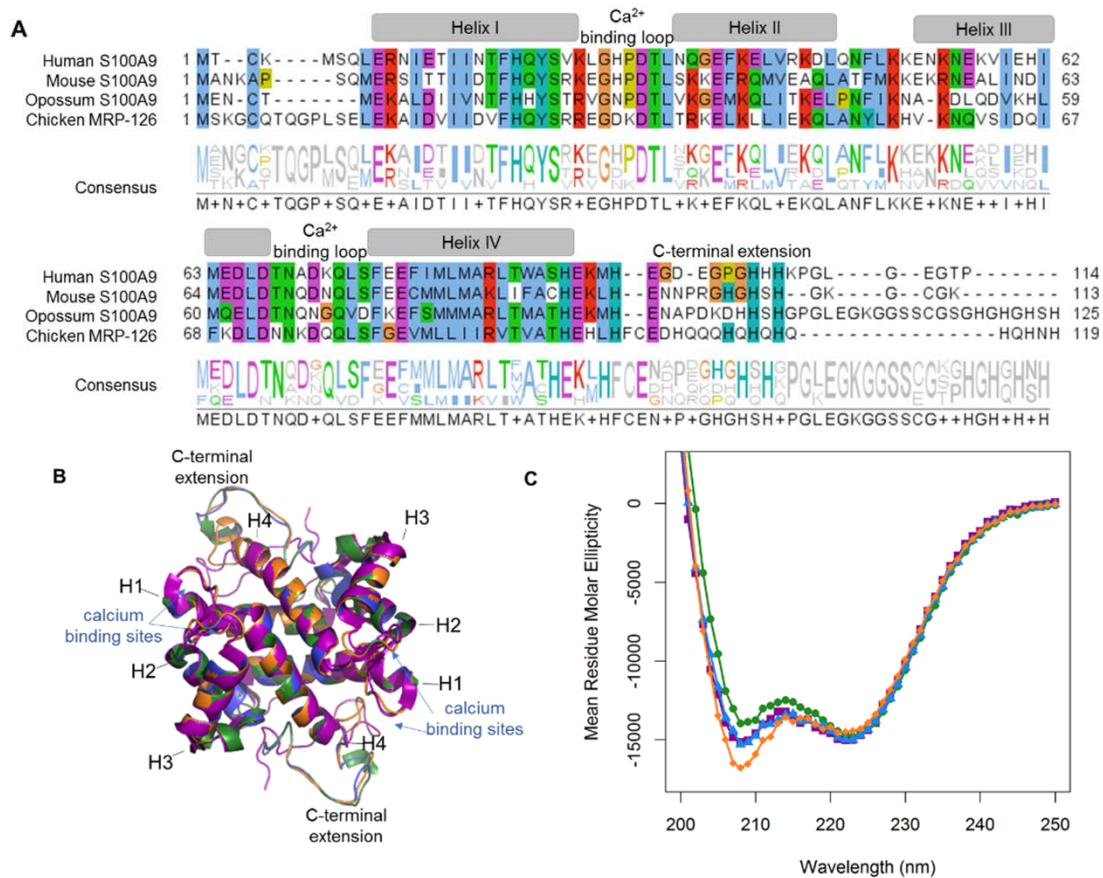 A
Helix I
Ca2+
binding loop
Helix II
Helix III
Human S100A9 1 MT--CK----MSQLERNIETIINTFHQYSVKLGHPDTLNQGEFKELVRKDLQNFLKKENKNEKVIEHI 62
Mouse S100A9 1 MANKAP-----SQMERSITTIIDTFHQYSRKEGHPDTLSKKEFRQMVEAQLATFMKKEKRNEALINDI 63
Opossum S100A9 1 MEN-CT-------MEKALDIIVNTFHHYSTRVGNPDTLVKGEMKQLITKELPNFIKNA-KDLQDVKHL 59
Chicken MRP-126 1 MSKGCQTQGPLSELEKAIDVIIDVFHQYSRREGDKDTLTRKELKLLIEKQLANYLKHV-KNQVSIDQI 67
Consensus
M+N+C+TQGP+SQ+E+AIDTII+TFHQYSR+EGHPDTL+K+EFKQL+EKQLANFLKKE+KNE++I+HI
Ca2+
binding loop
Helix IV
C-terminal extension
Human S100A9 63 MEDLDTNADKQLSFEEFIMLMARLTWASHEKMH--EGD-EGPGHHHKPGL----G--EGTP------- 114
Mouse S100A9 64 MEDLDTNQDNQLSFEECMMLMAKLIFACHEKLH--ENNPRGHGHSH--GK----G--CGK-------- 113
Opossum S100A9 60 MQELDTNQNGQVDFKEFSMMMARLTVATHEKMH--ENAPDKDHHSHGPGLEGKGGSSCGSGHGHGHGHSH 125
Chicken MRP-126 68 FKDLDNNKDQQLSFGEVMLLIIRVTVATHEHLHFCEDHQQQHQHQHQ----------------HQHNH 119
Consensus
MEDLDTNQD+QLSFEEFMMLMARLT+ATHEK+HFCEN+P+GHGHSH+PGLEGKGGSSCG++HGH+H+H
B
C-terminal
extension
H4
H3
H1
calcium
binding sites
H2
H2
H1
calcium
binding sites
H3
H4
C-terminal
extension
C
Mean Residue Molar Ellipticity
0
-5000
-10000
-15000
200
210
220
230
240
250
Wavelength (nm)